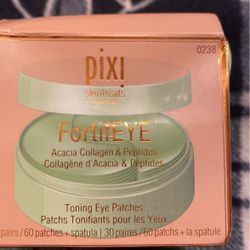 0238
pixi
skintreats
FortifEYE
Acacia Collagen & Peptides
Collagène d'Acacia & Peptides
Toning Eye Patches
Patchs Tonifiants pour les Yeux
pairs / 60 patches + spatula | 30 paires / 60 patchs + la spatule